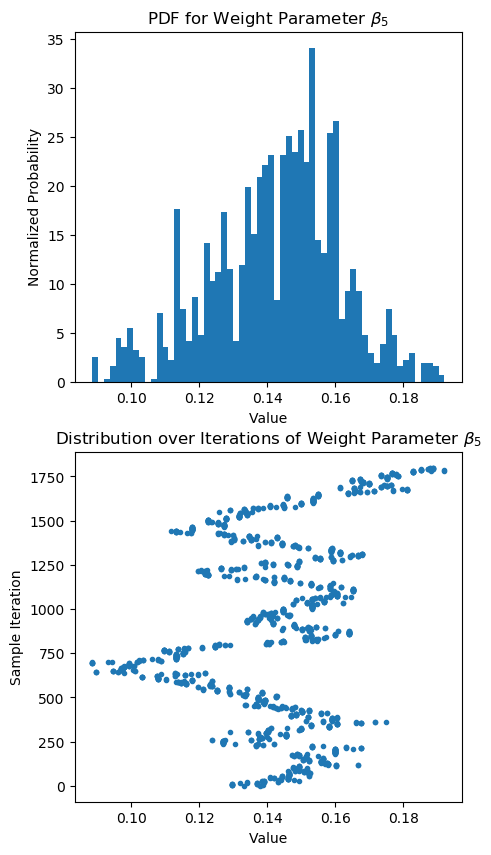 PDF for Weight Parameter β₅
35
30
25
20
15
10
5
0
Normalized Probability
0.10 0.12 0.14 0.16 0.18
Value
Distribution over Iterations of Weight Parameter β₅
1750
1500
1250
1000
750
500
250
0
Sample Iteration
0.10 0.12 0.14 0.16 0.18
Value